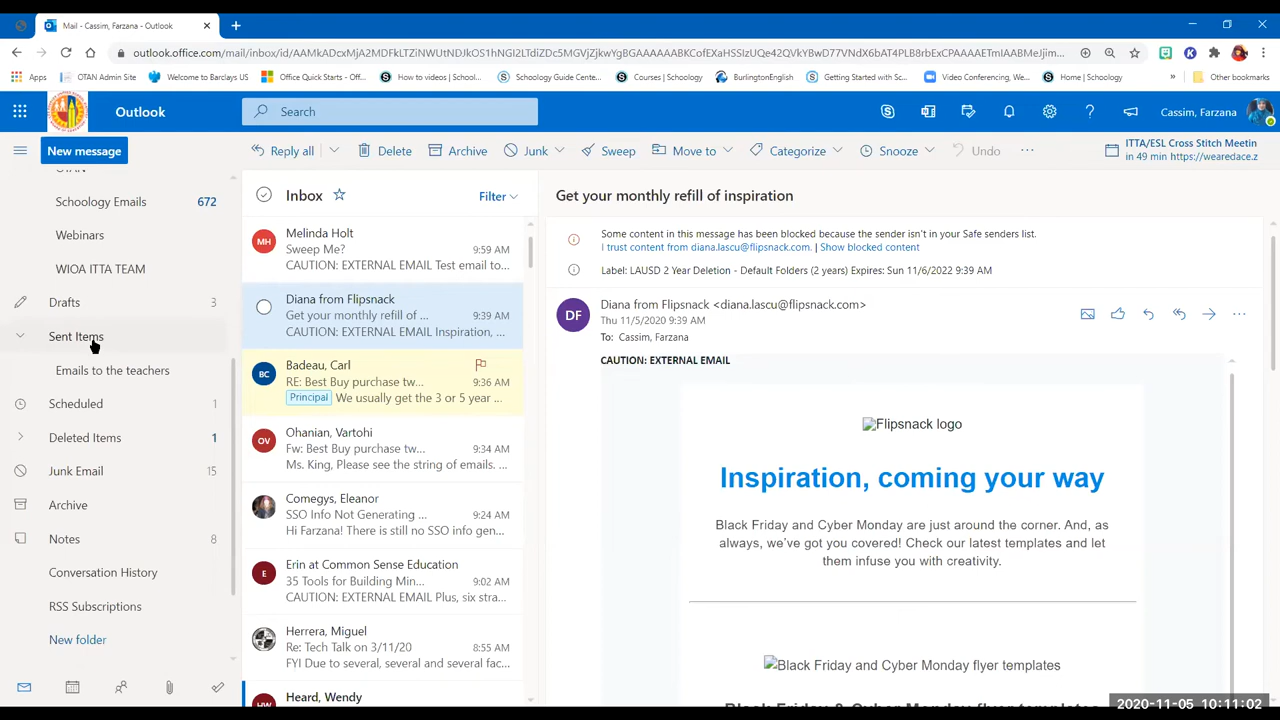 Mail - Cassim, Farzana - Outlook
outlook.office.com/mail/inbox/id/
Apps
OTAN Admin Site
Welcome to Barclays US
Office Quick Starts - Off...
How to videos | School...
Schoology Guide Cente...
Courses | Schoology
BurlingtonEnglish
Getting Started with Sc...
Video Conferencing, We...
Home | Schoology
»
Other bookmarks
Outlook
Search
Cassim, Farzana
New message
Reply all
Delete
Archive
Junk
Sweep
Move to
Categorize
Snooze
Undo
ITTA/ESL Cross Stitch Meetin
in 49 min https://wearedace.z
OTAN
Schoology Emails 672
Webinars
WIOA ITTA TEAM
Drafts 3
Sent Items
Emails to the teachers
Scheduled 1
Deleted Items 1
Junk Email 15
Archive
Notes 8
Conversation History
RSS Subscriptions
New folder
Inbox
Filter
MH
Melinda Holt
Sweep Me? 9:59 AM
CAUTION: EXTERNAL EMAIL Test email to...
Diana from Flipsnack
Get your monthly refill of ... 9:39 AM
CAUTION: EXTERNAL EMAIL Inspiration, ...
BC
Badeau, Carl
RE: Best Buy purchase tw... 9:36 AM
Principal We usually get the 3 or 5 year ...
OV
Ohanian, Vartohi
Fw: Best Buy purchase tw... 9:34 AM
Ms. King, Please see the string of emails. ...
Comegys, Eleanor
SSO Info Not Generating ... 9:24 AM
Hi Farzana! There is still no SSO info gen...
E
Erin at Common Sense Education
35 Tools for Building Min... 9:02 AM
CAUTION: EXTERNAL EMAIL Plus, six stra...
Herrera, Miguel
Re: Tech Talk on 3/11/20 8:55 AM
FYI Due to several, several and several fac...
HW
Heard, Wendy
Get your monthly refill of inspiration
Some content in this message has been blocked because the sender isn't in your Safe senders list.
I trust content from diana.lascu@flipsnack.com. | Show blocked content
Label: LAUSD 2 Year Deletion - Default Folders (2 years) Expires: Sun 11/6/2022 9:39 AM
DF
Diana from Flipsnack <diana.lascu@flipsnack.com>
Thu 11/5/2020 9:39 AM
To: Cassim, Farzana
CAUTION: EXTERNAL EMAIL
Flipsnack logo
Inspiration, coming your way
Black Friday and Cyber Monday are just around the corner. And, as
always, we've got you covered! Check our latest templates and let
them infuse you with creativity.
Black Friday and Cyber Monday flyer templates
Black Friday & Cyber Monday flyer templates
2020-11-05 10:11:02